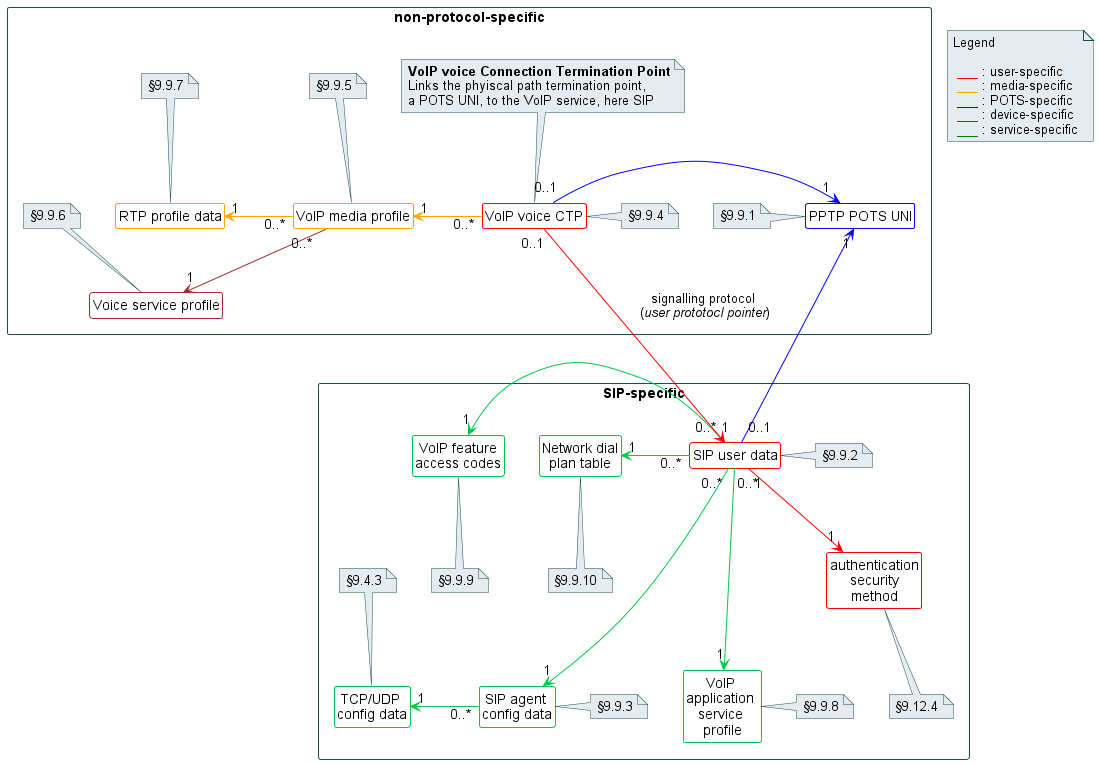 non-protocol-specific
Legend
___ : user-specific
___ : media-specific
___ : POTS-specific
___ : device-specific
___ : service-specific
§9.9.7
§9.9.5
VoIP voice Connection Termination Point
Links the phyiscal path termination point,
a POTS UNI, to the VoIP service, here SIP
0..1
1
§9.9.6
RTP profile data
1
0..*
VoIP media profile
1
0..*
VoIP voice CTP
§9.9.4
§9.9.1
PPTP POTS UNI
0..*
0..1
1
1
Voice service profile
signalling protocol
(user prototocl pointer)
SIP-specific
1
0..*
1
0..1
VoIP feature
access codes
Network dial
plan table
1
0..*
SIP user data
§9.9.2
0..*
0..*
1
1
authentication
security
method
§9.4.3
§9.9.9
§9.9.10
1
1
TCP/UDP
config data
1
0..*
SIP agent
config data
§9.9.3
VoIP
application
service
profile
§9.9.8
§9.12.4